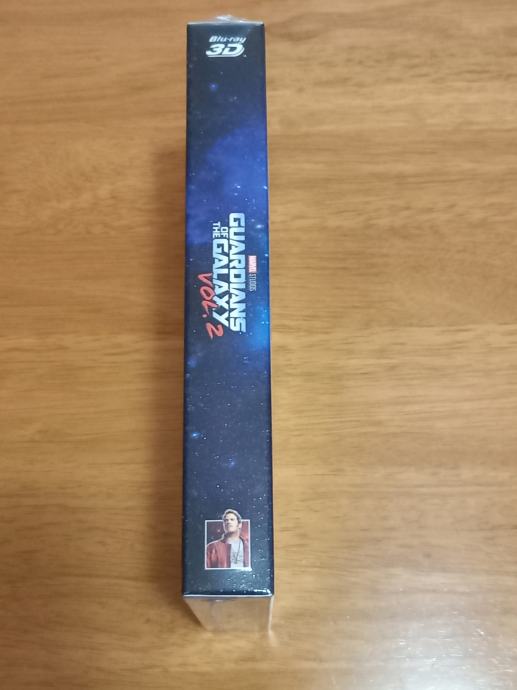 Blu-ray
3D
MARVEL
STUDIOS
GUARDIANS
OF
THE
GALAXY
VOL. 2